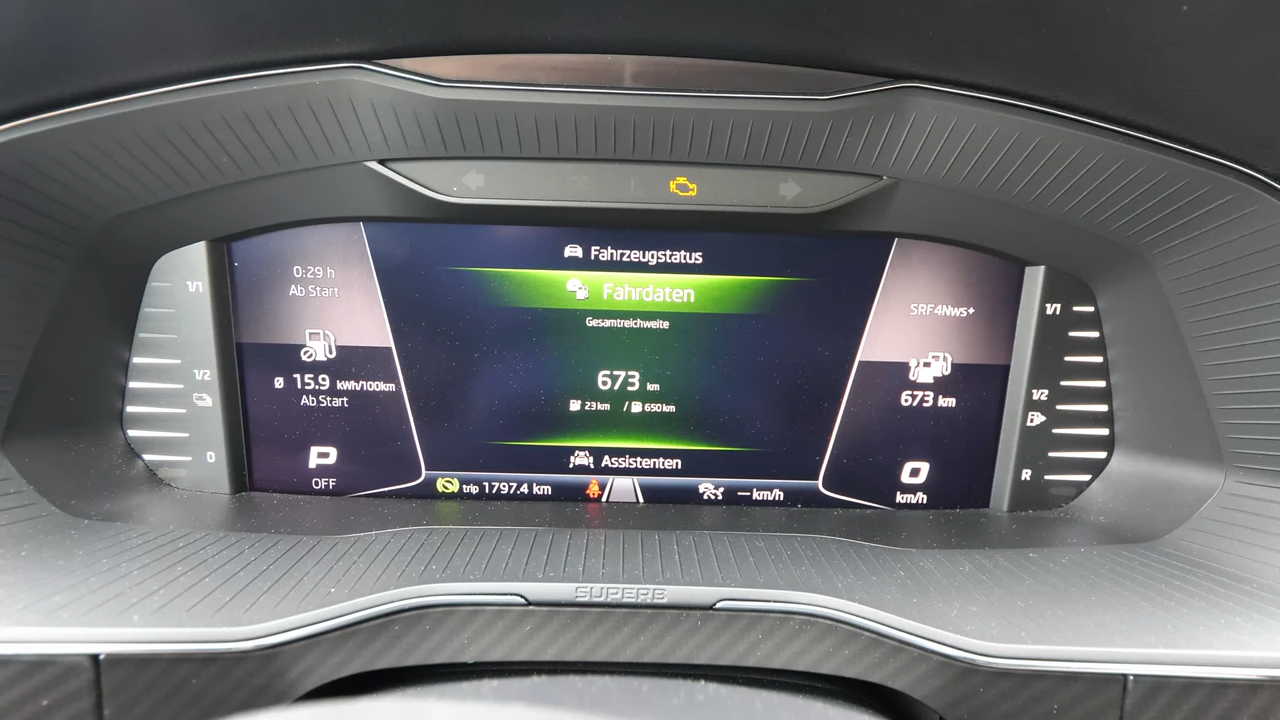 Fahrzeugstatus
0:29 h
Ab Start
Fahrdaten
Gesamtreichweite
1/1
1/2
0
Ø 15.9 kWh/100km
Ab Start
P
OFF
673 km
23 km / 650 km
Assistenten
trip 1797.4 km
— km/h
SRF4Nws+
673 km
0
km/h
1/1
1/2
R
SUPERB